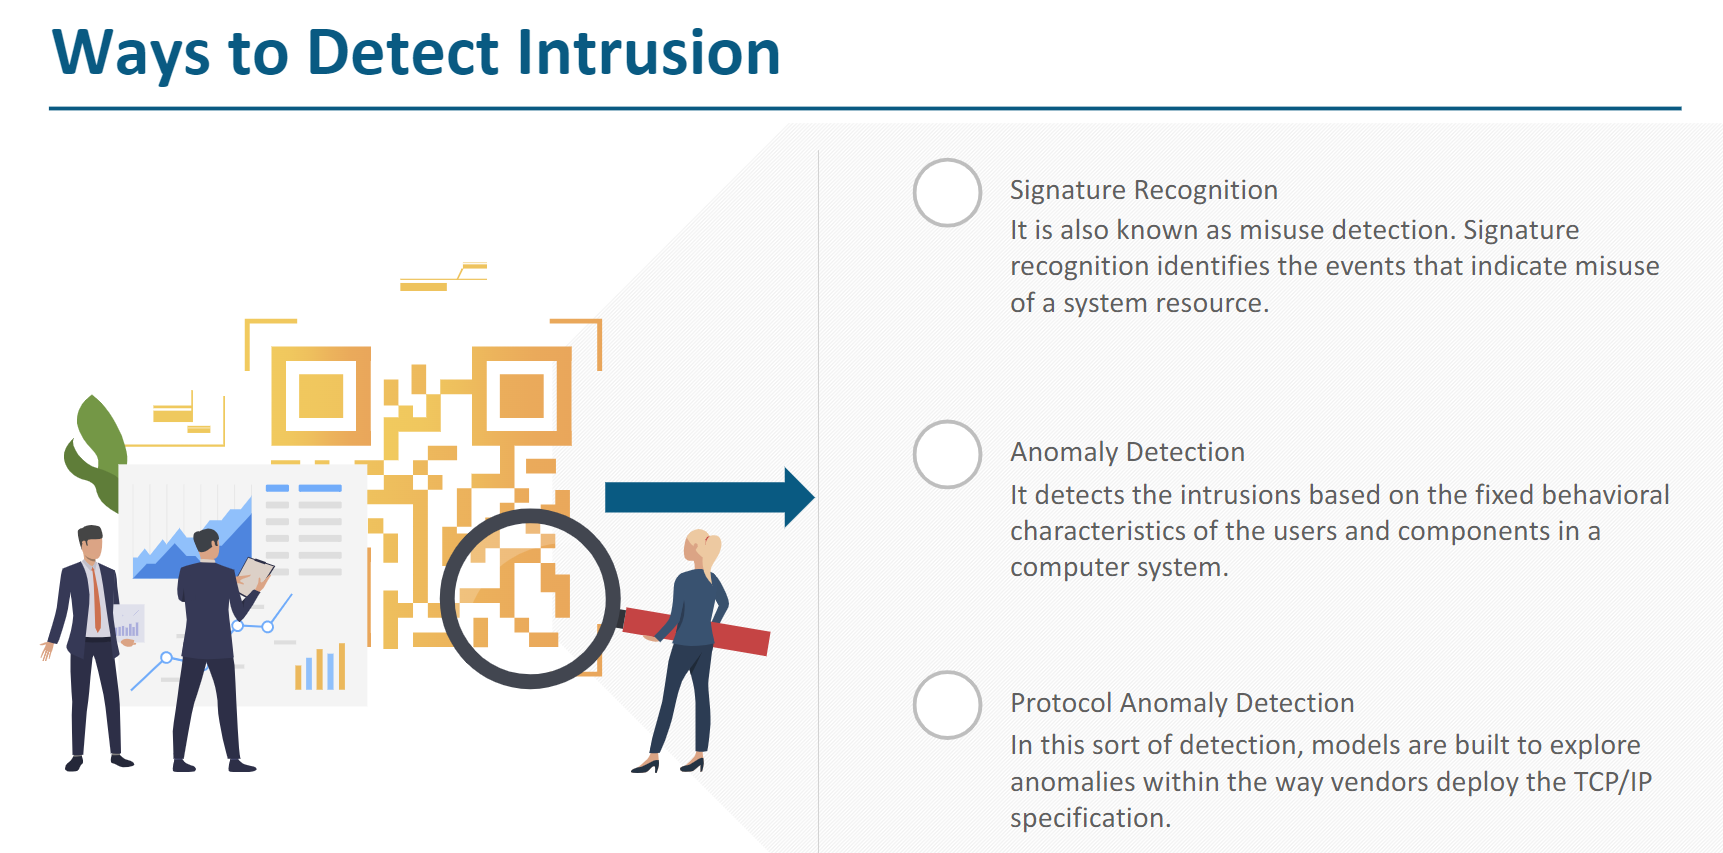 Ways to Detect Intrusion
Signature Recognition
It is also known as misuse detection. Signature
recognition identifies the events that indicate misuse
of a system resource.
Anomaly Detection
It detects the intrusions based on the fixed behavioral
characteristics of the users and components in a
computer system.
Protocol Anomaly Detection
In this sort of detection, models are built to explore
anomalies within the way vendors deploy the TCP/IP
specification.